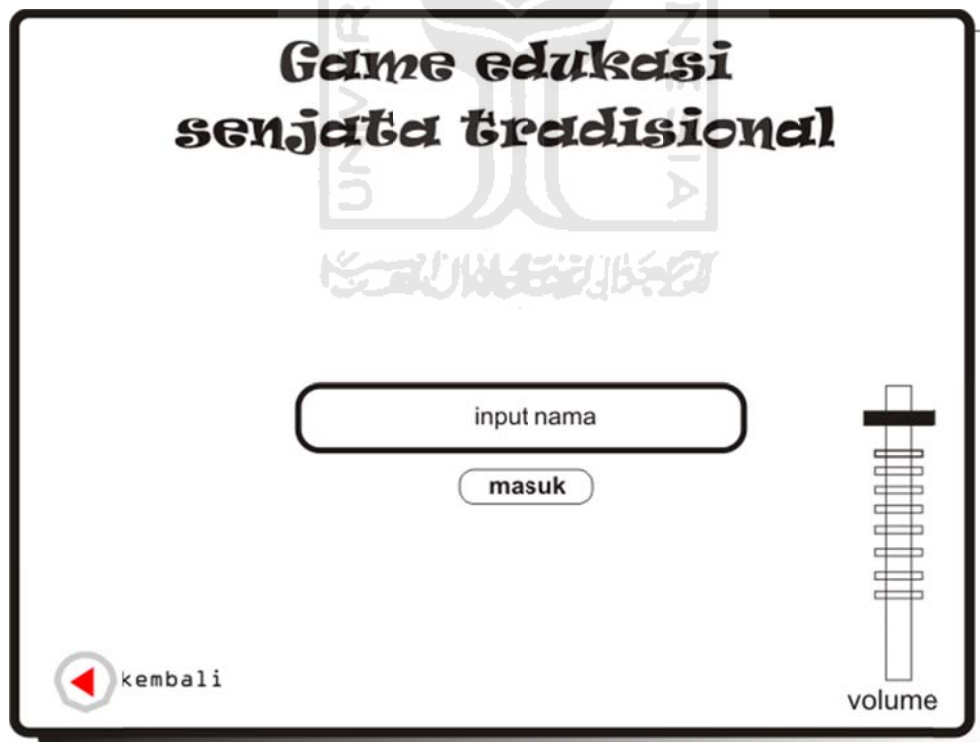 Game edukasi
senjata tradisional
input nama
masuk
kembali
volume